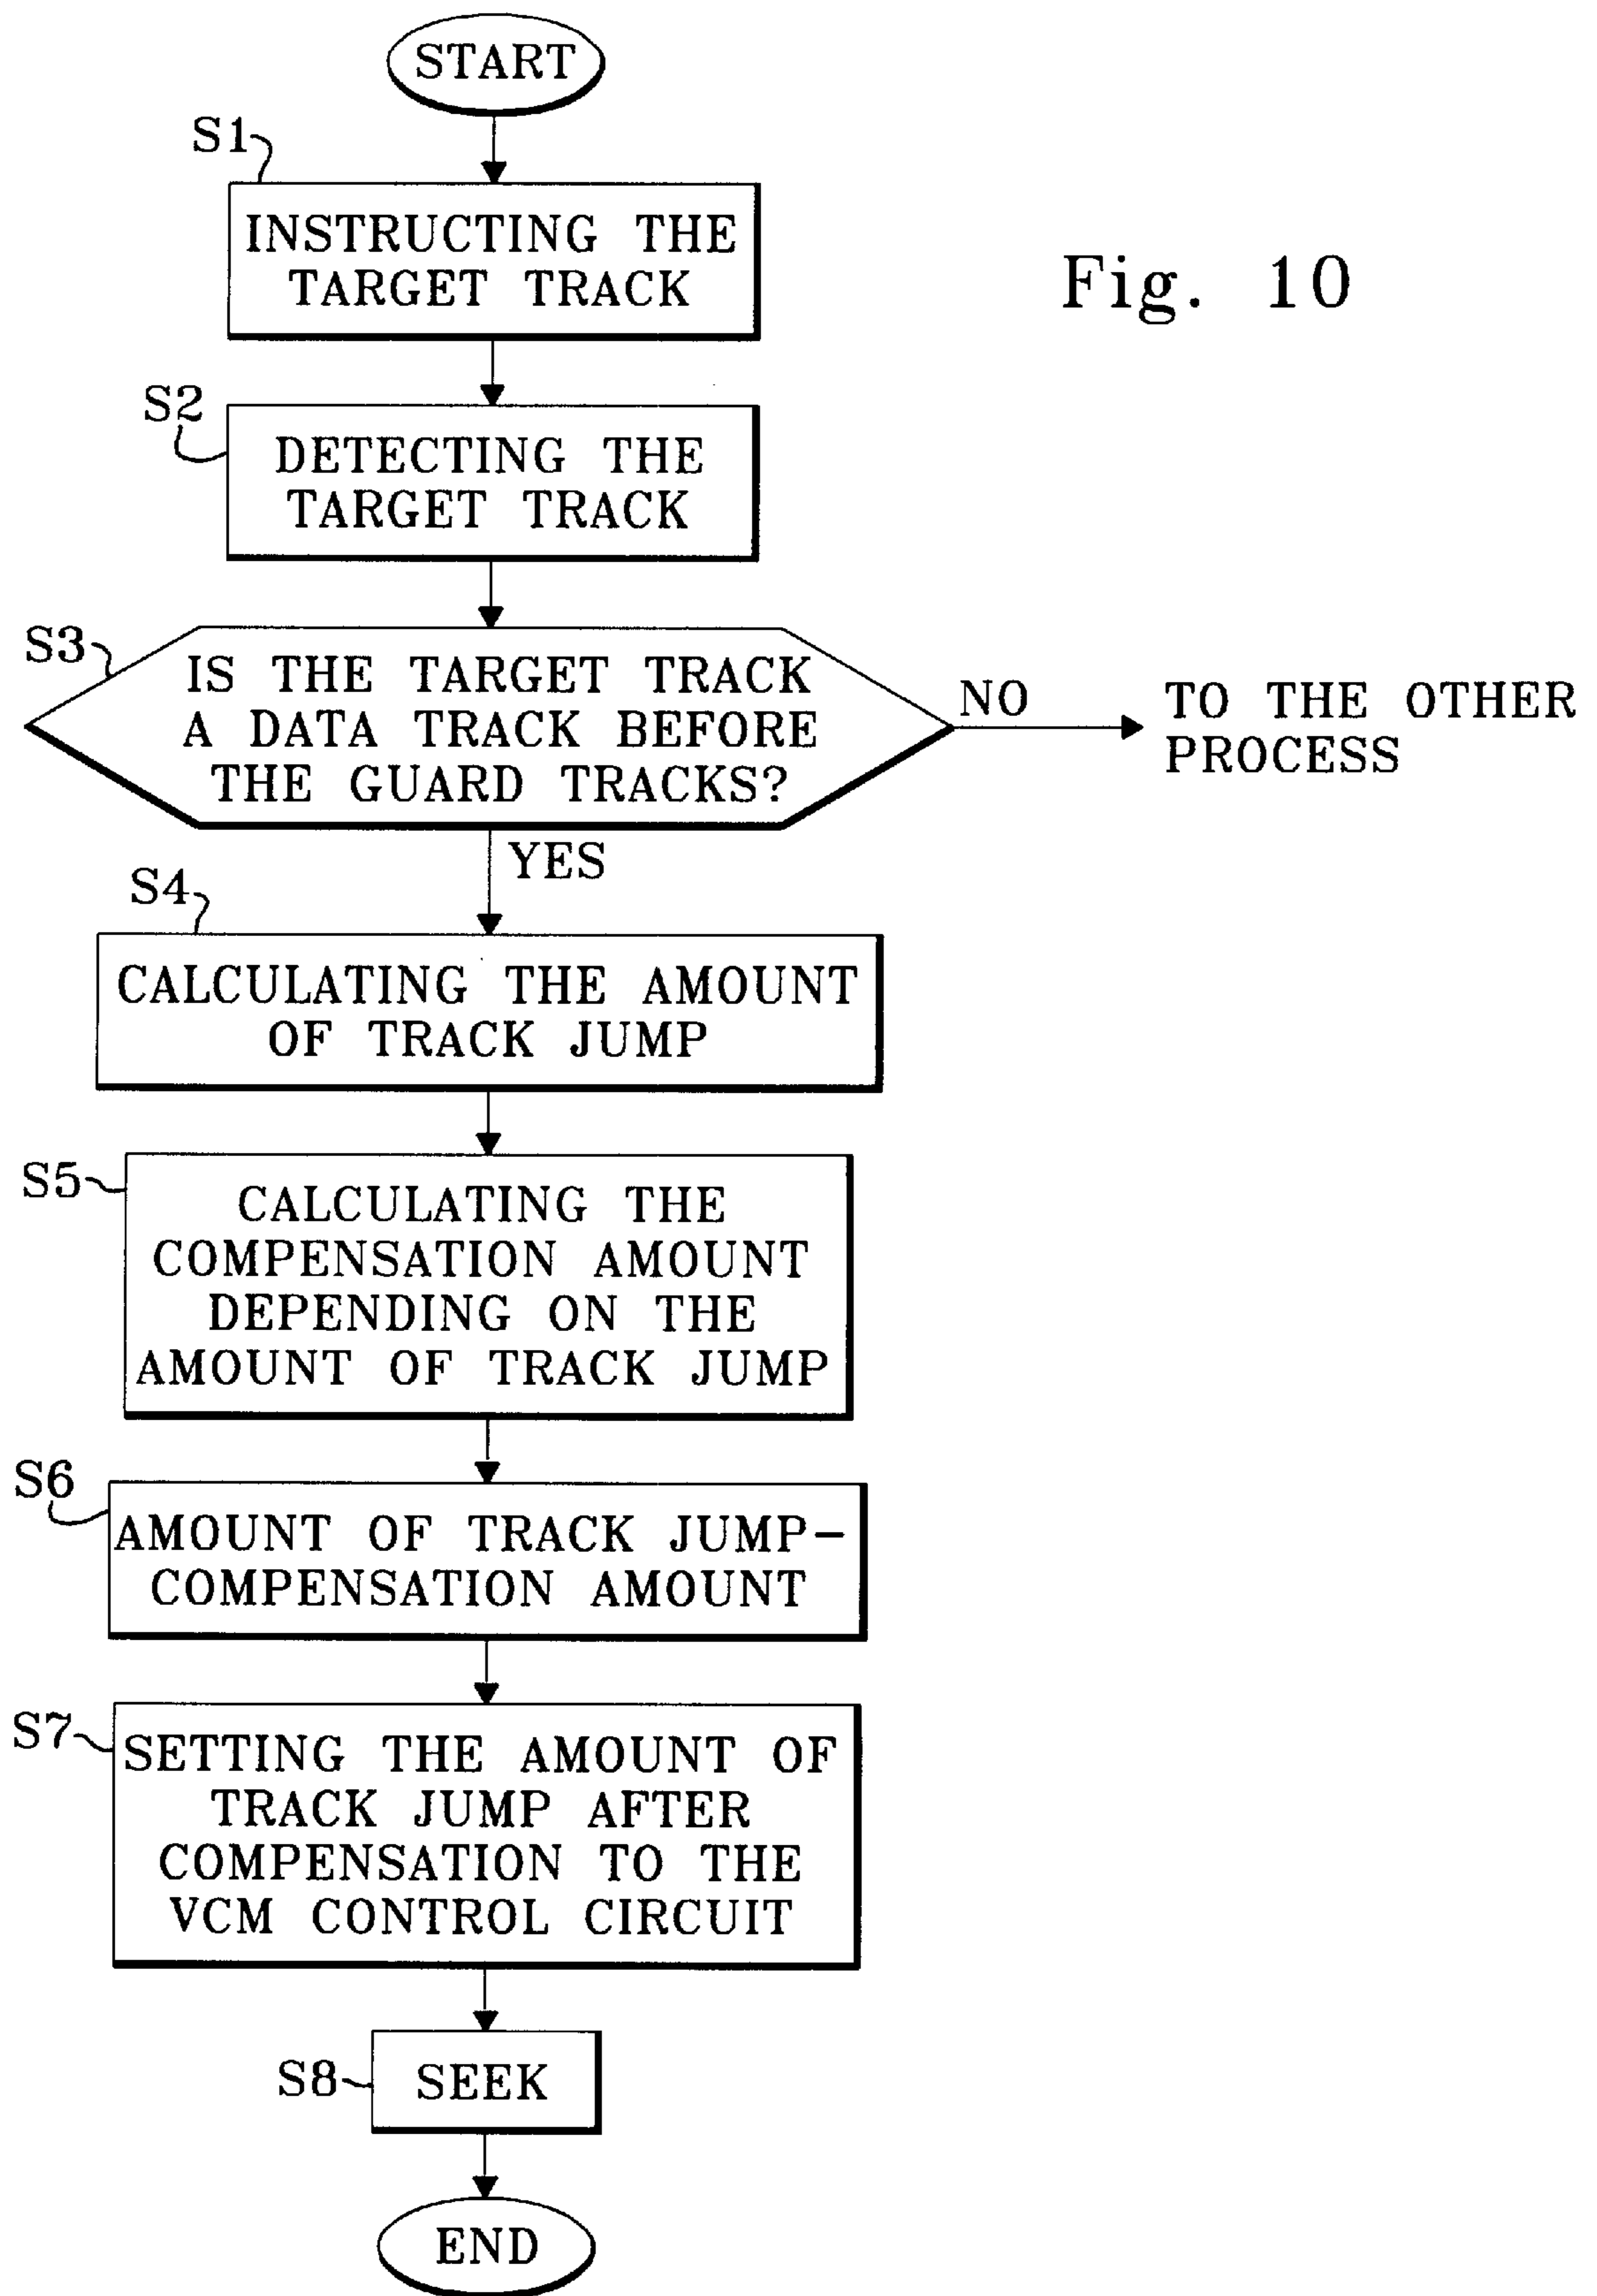 START
S1
INSTRUCTING THE
TARGET TRACK
Fig. 10
S2
DETECTING THE
TARGET TRACK
S3
IS THE TARGET TRACK
A DATA TRACK BEFORE
THE GUARD TRACKS?
NO
TO THE OTHER
PROCESS
YES
S4
CALCULATING THE AMOUNT
OF TRACK JUMP
S5
CALCULATING THE
COMPENSATION AMOUNT
DEPENDING ON THE
AMOUNT OF TRACK JUMP
S6
AMOUNT OF TRACK JUMP-
COMPENSATION AMOUNT
S7
SETTING THE AMOUNT OF
TRACK JUMP AFTER
COMPENSATION TO THE
VCM CONTROL CIRCUIT
S8
SEEK
END